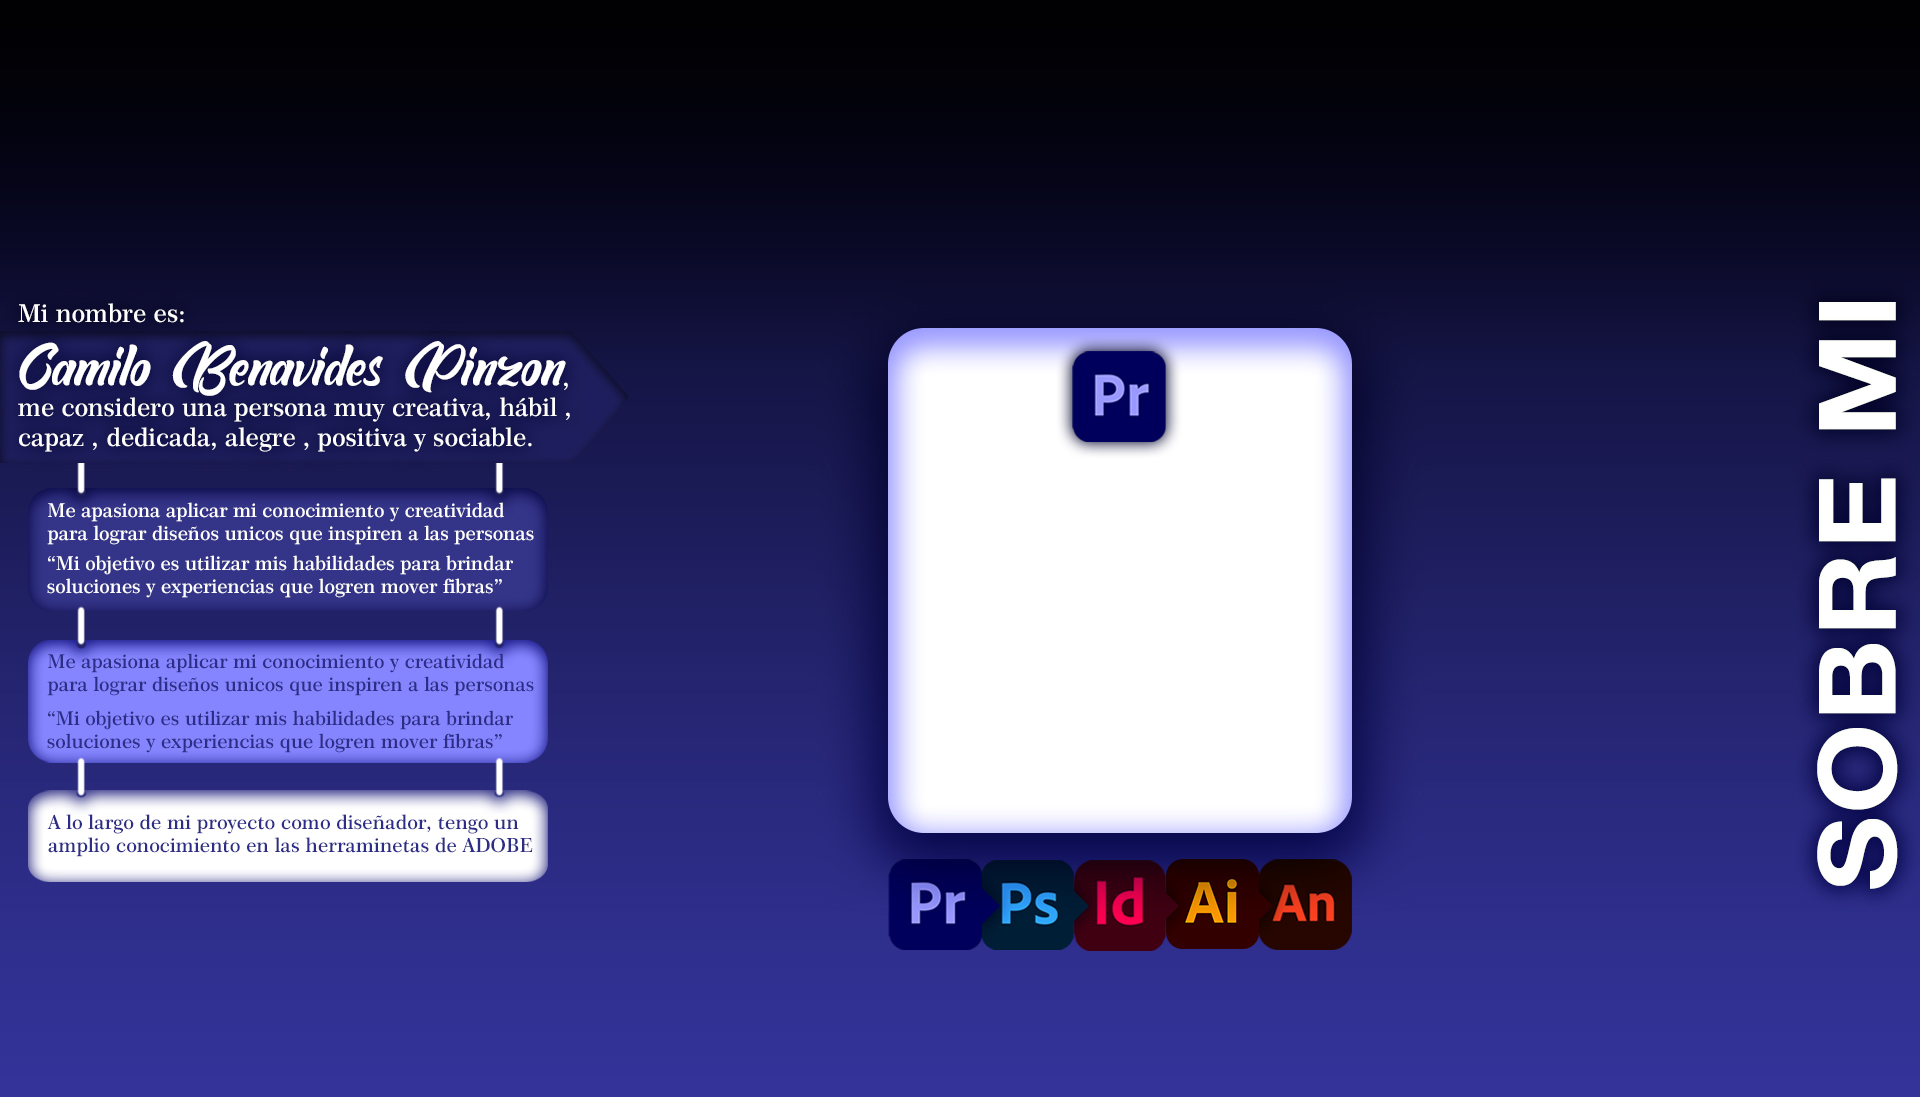 Mi nombre es:
Camilo Benavides Pinzon,
me considero una persona muy creativa, hábil ,
capaz , dedicada, alegre , positiva y sociable.
Me apasiona aplicar mi conocimiento y creatividad
para lograr diseños unicos que inspiren a las personas
“Mi objetivo es utilizar mis habilidades para brindar
soluciones y experiencias que logren mover fibras”
Me apasiona aplicar mi conocimiento y creatividad
para lograr diseños unicos que inspiren a las personas
“Mi objetivo es utilizar mis habilidades para brindar
soluciones y experiencias que logren mover fibras”
A lo largo de mi proyecto como diseñador, tengo un
amplio conocimiento en las herraminetas de ADOBE
Pr
Pr Ps Id Ai An
SOBRE MI